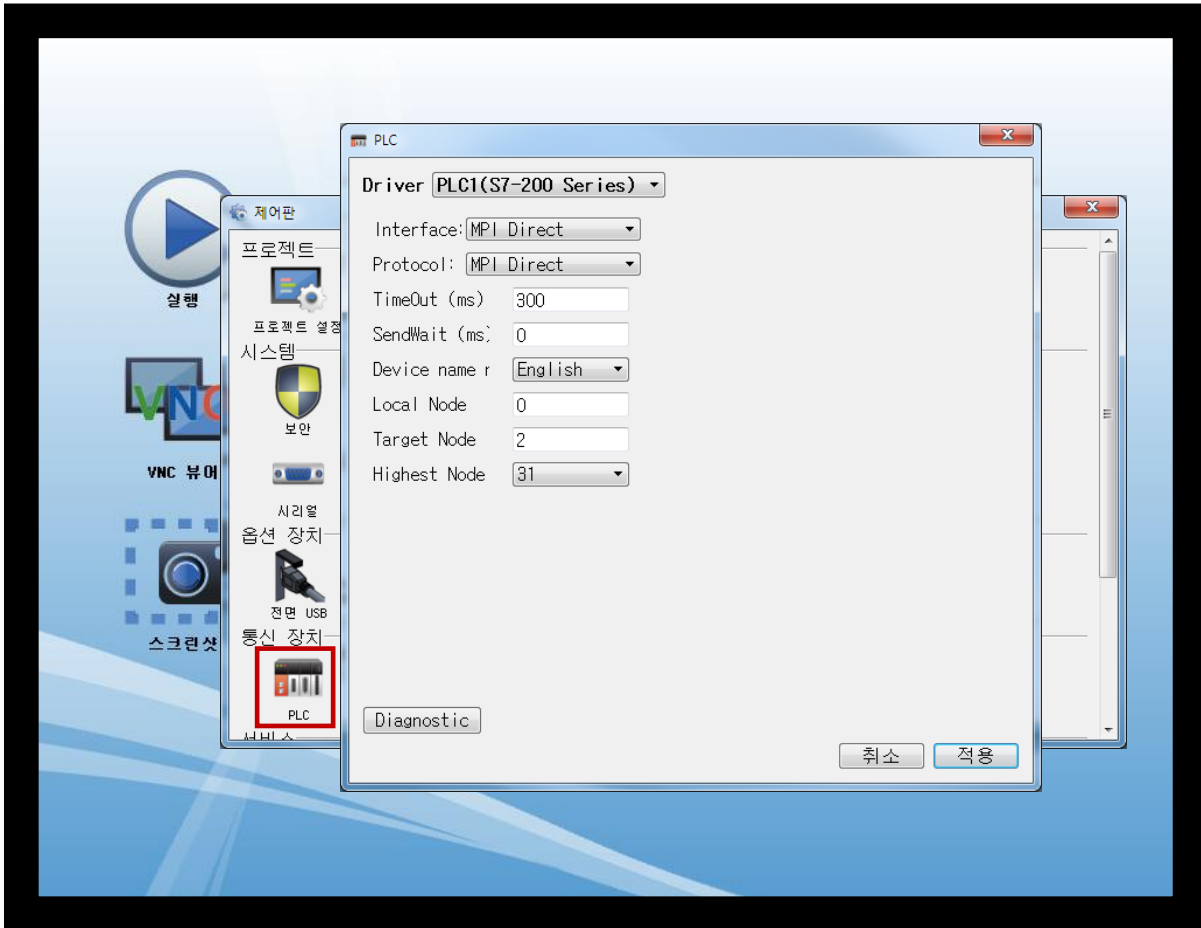 PLC
Driver PLC1(S7-200 Series)
Interface: MPI Direct
Protocol: MPI Direct
TimeOut (ms) 300
SendWait (ms) 0
Device name r English
Local Node 0
Target Node 2
Highest Node 31
Diagnostic
취소 적용
제어판
프로젝트
프로젝트 설정
시스템
보안
시리얼
옵션 장치
전면 USB
통신 장치
PLC
서비스
실행
VNC
VNC 뷰어
스크린샷